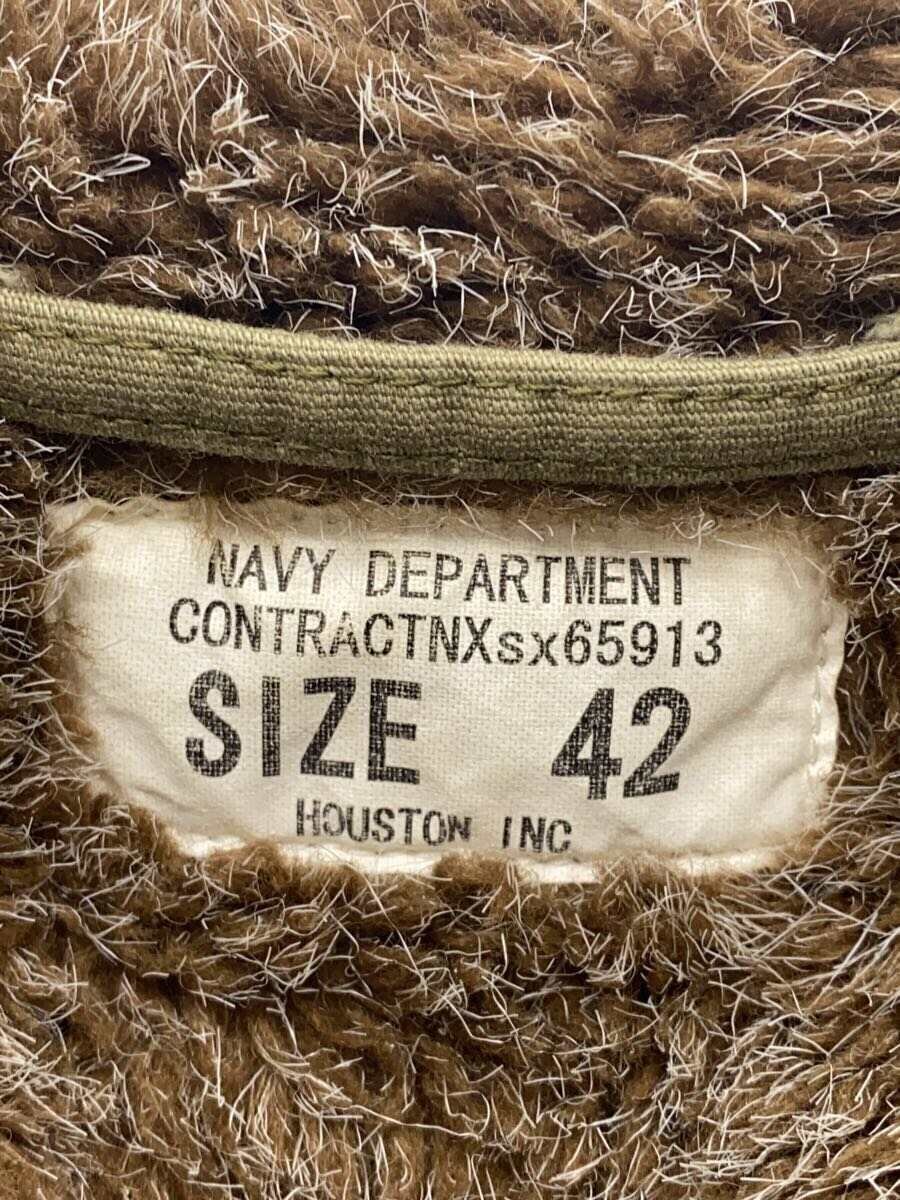 NAVY DEPARTMENT
CONTRACTNXsx65913
SIZE 42
HOUSTON INC